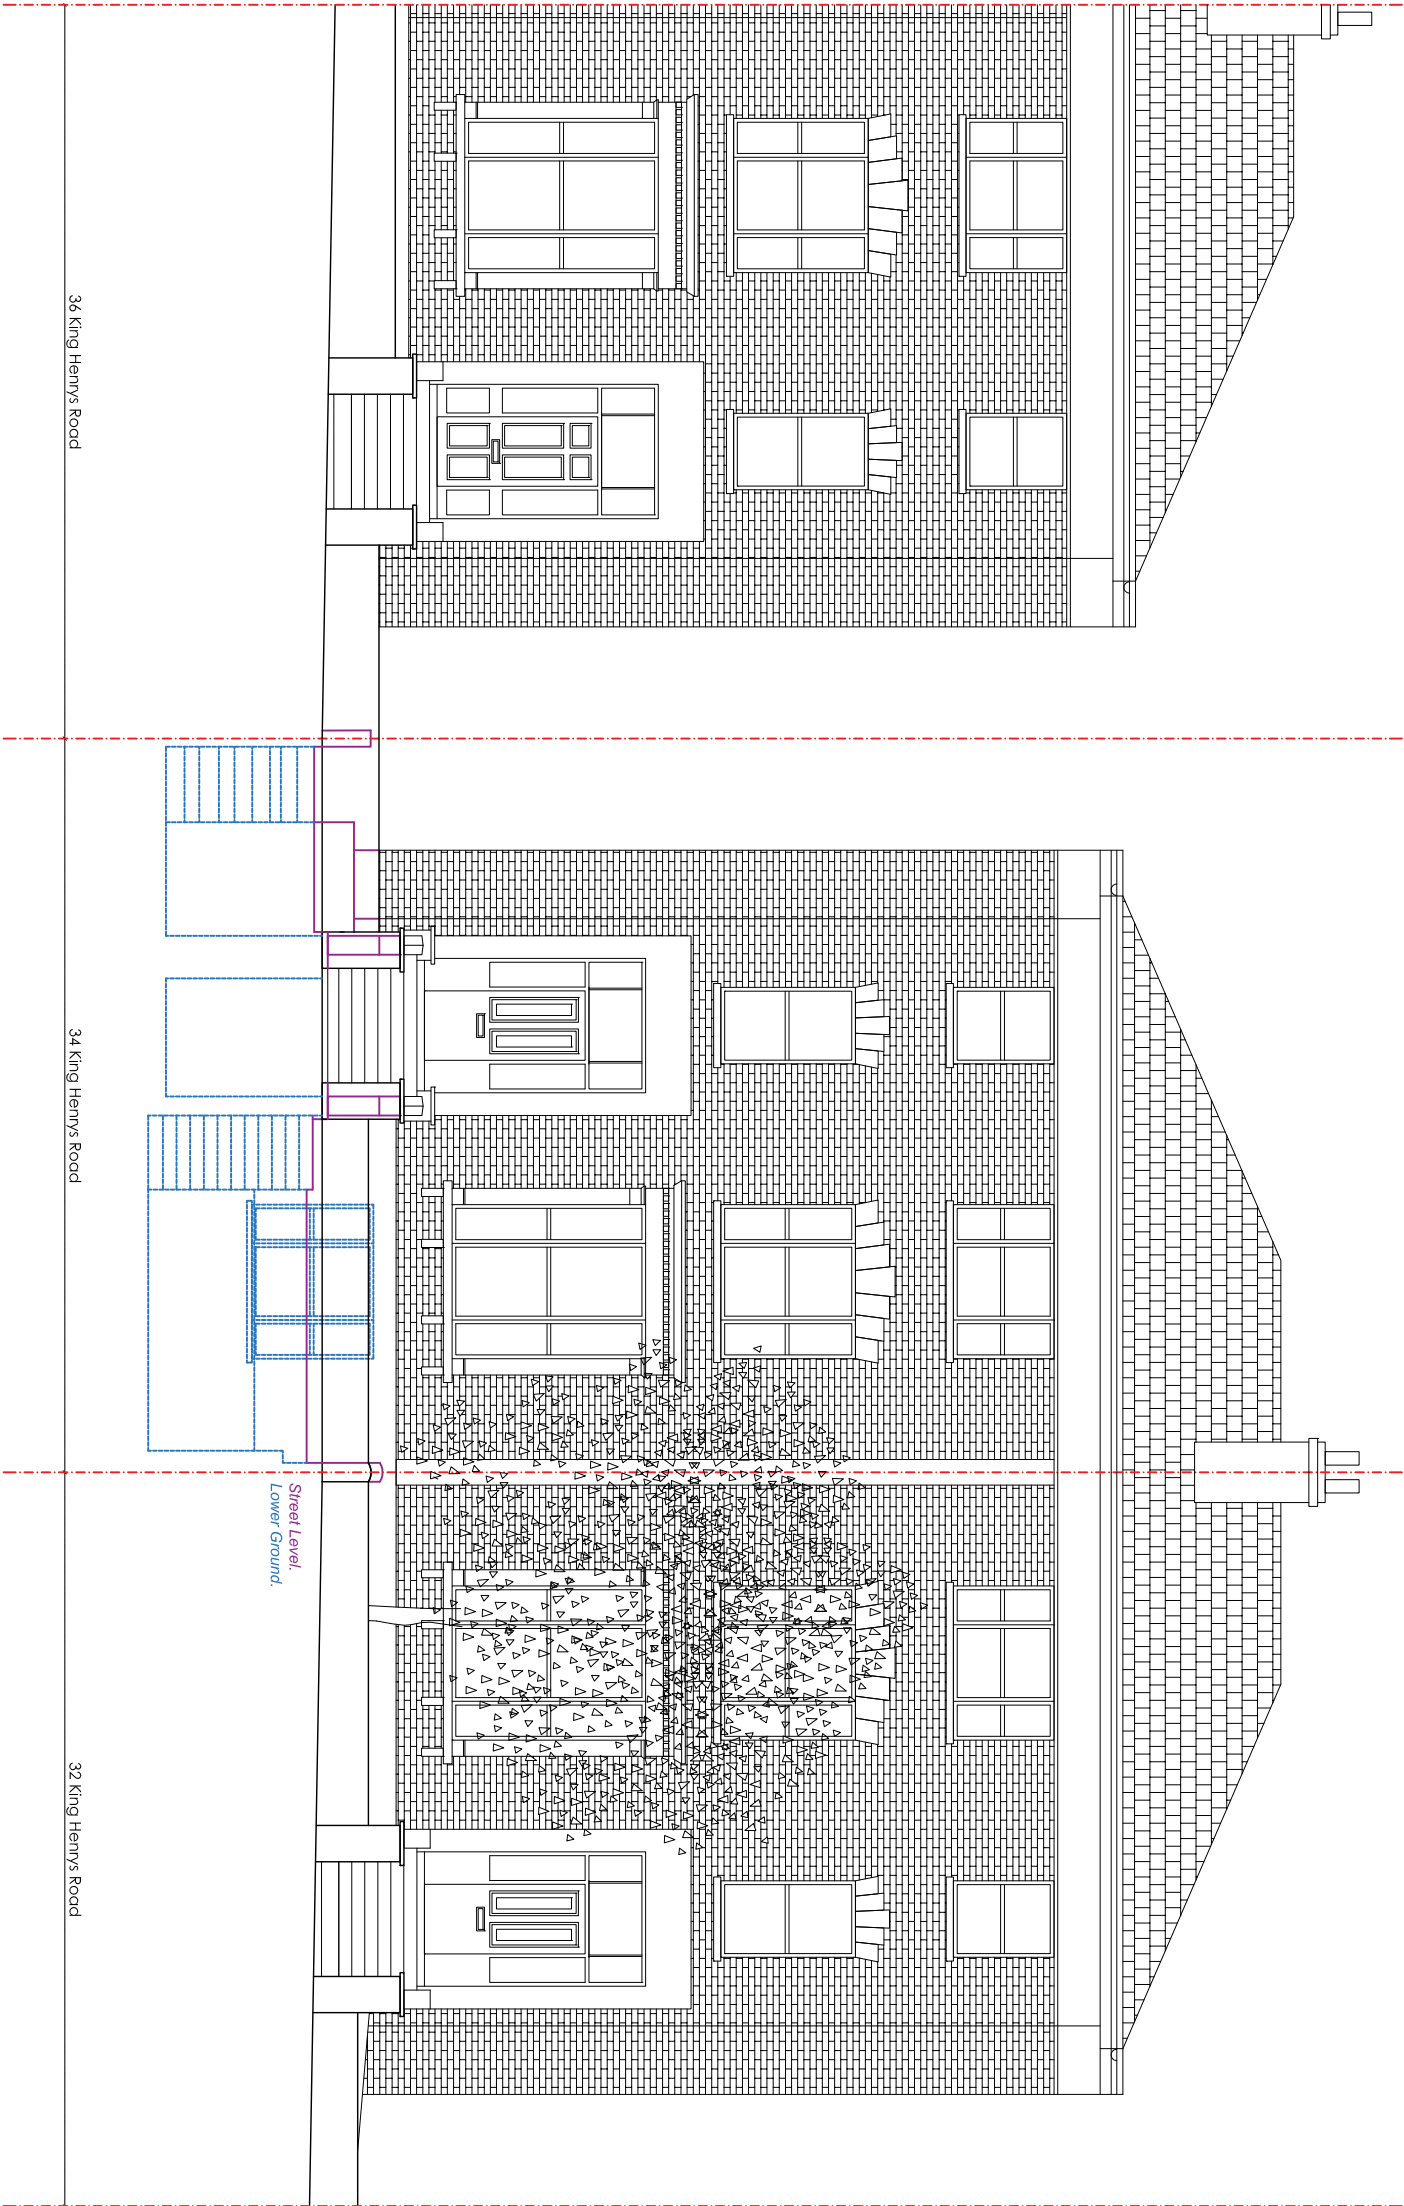 36 King Henrys Road
34 King Henrys Road
32 King Henrys Road
Street Level.
Lower Ground.